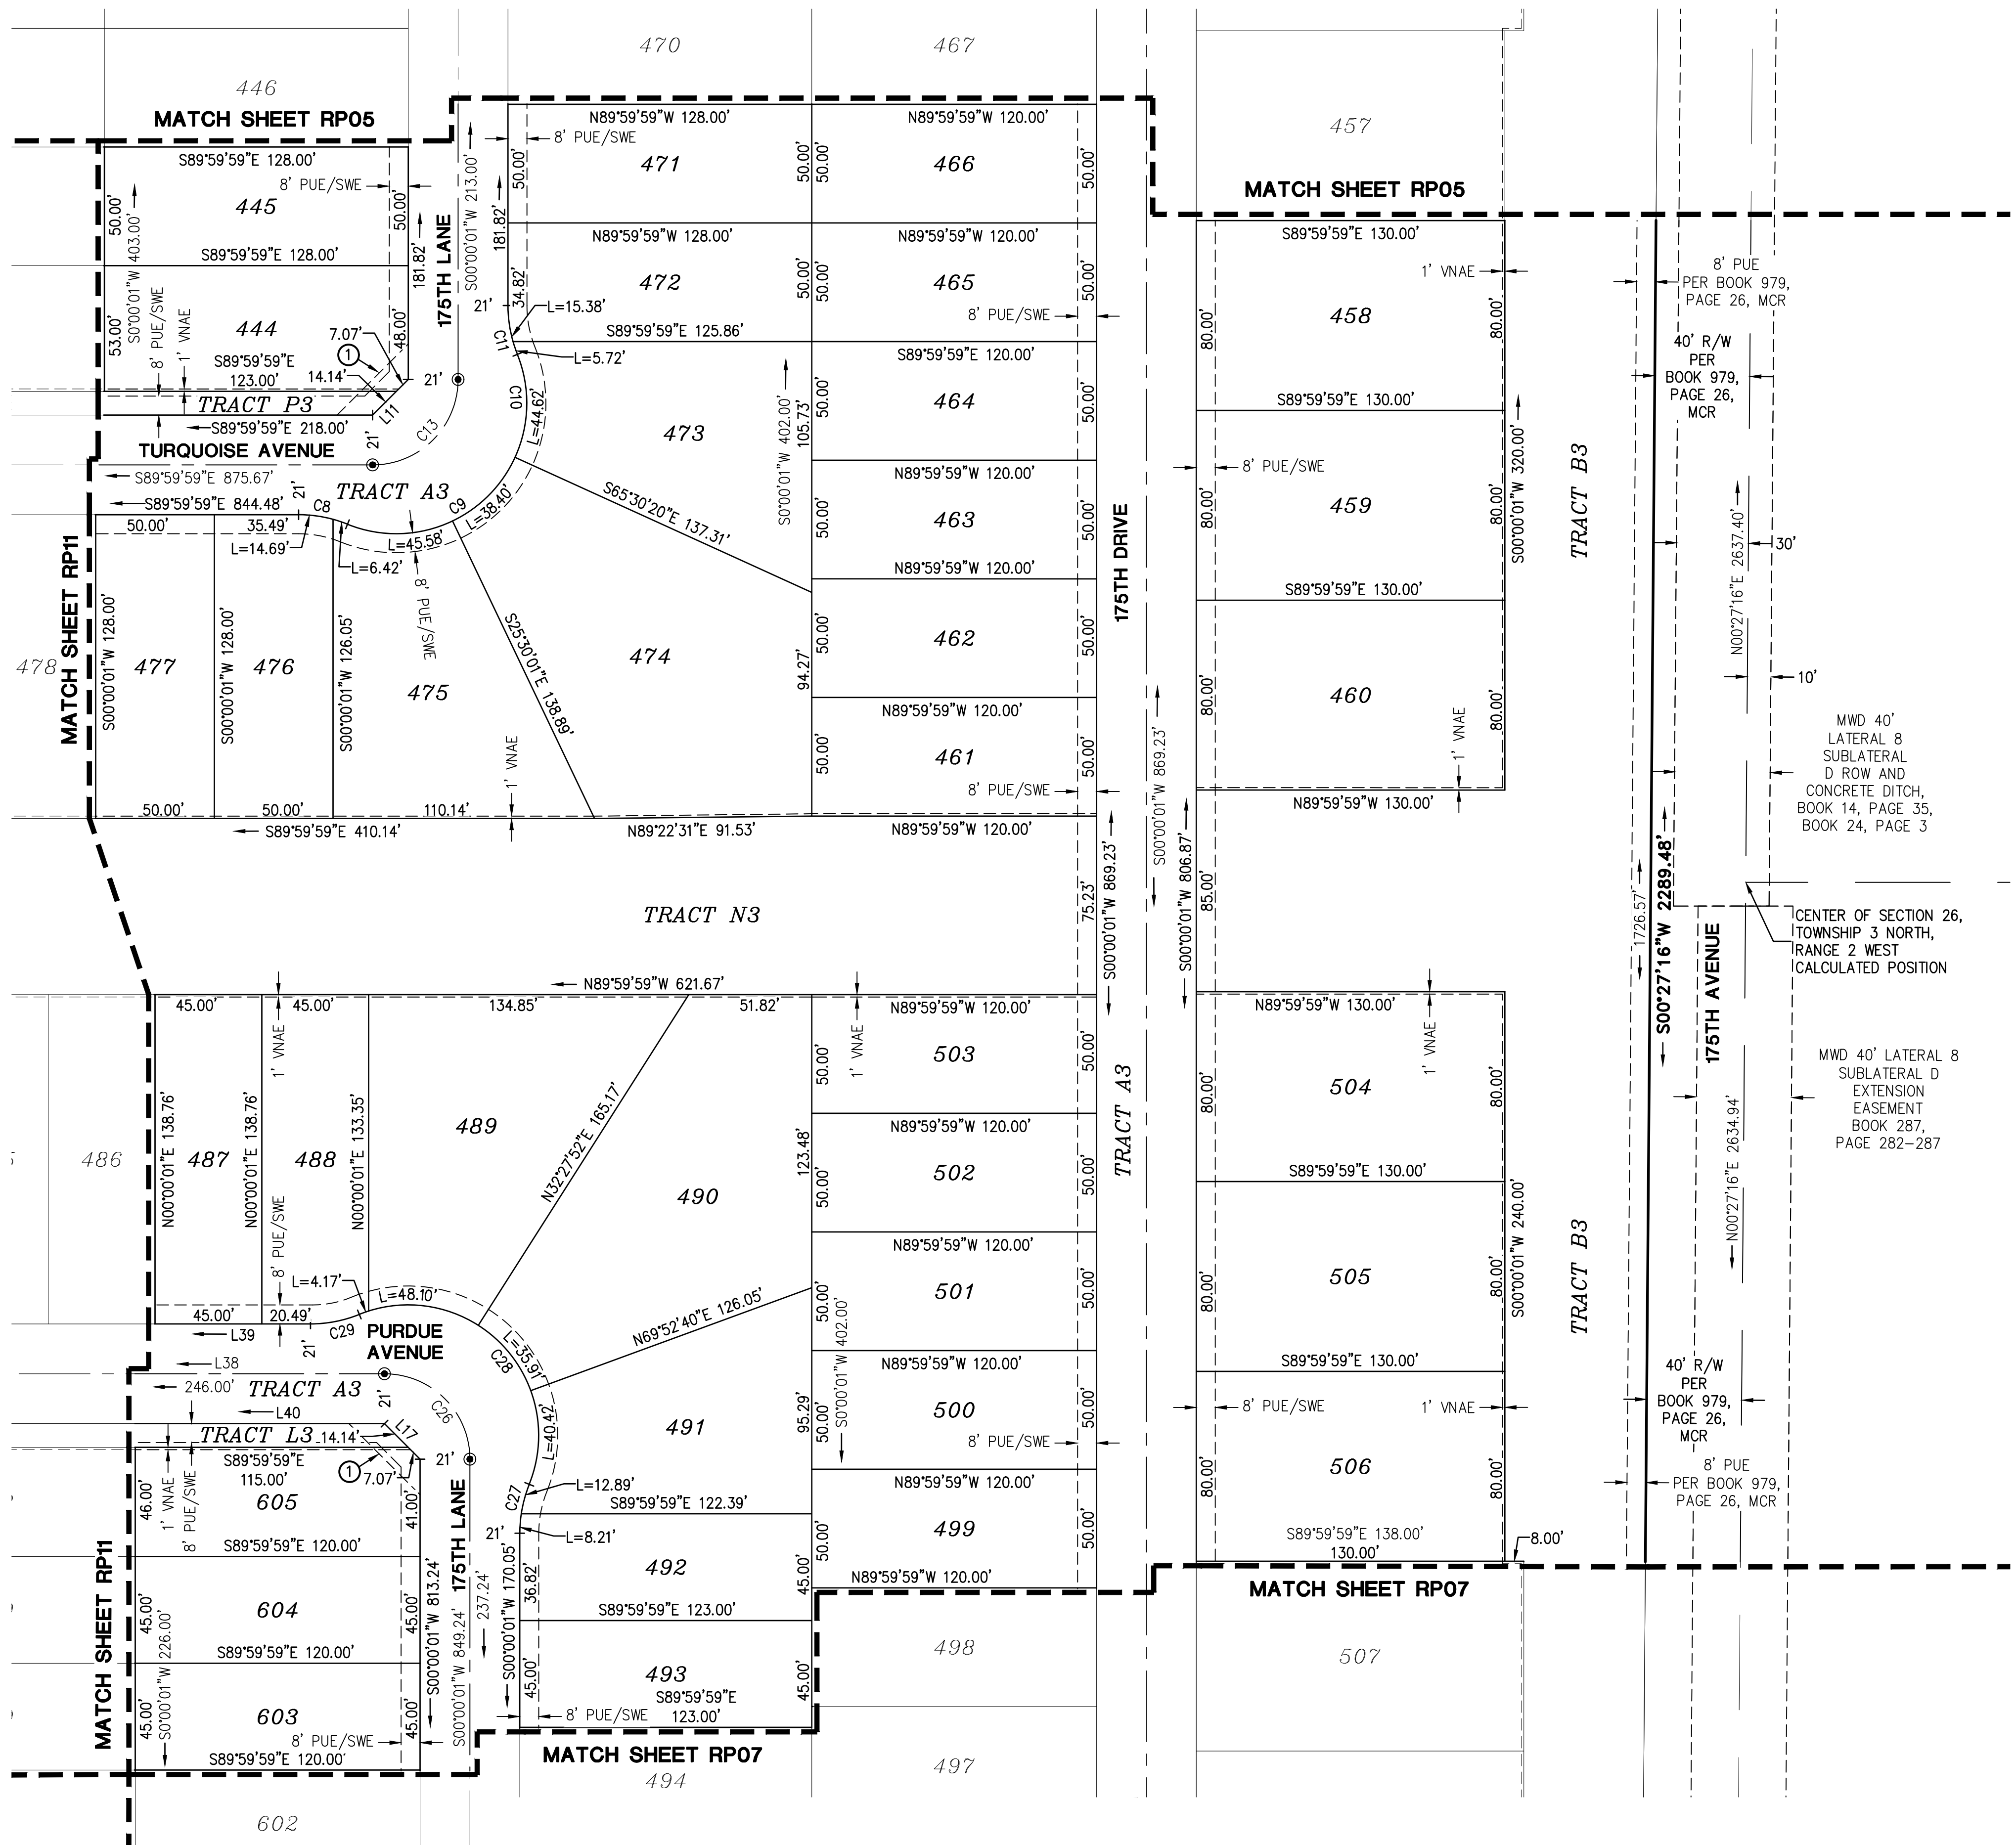 470
467
446
MATCH SHEET RP05
457
MATCH SHEET RP05
S89°59'59"E 128.00'
8' PUE/SWE
445
50.00'
S0°00'01"W 403.00'
50.00'
S89°59'59"E 128.00'
181.82'
444
53.00'
8' PUE/SWE
1' VNAE
7.07'
1
48.00'
S89°59'59"E
123.00'
14.14'
L11
TRACT P3
S89°59'59"E 218.00'
TURQUOISE AVENUE
S89°59'59"E 875.67'
21'
C13
21'
175TH LANE
S00°00'01"W 213.00'
181.82'
N89°59'59"W 128.00'
8' PUE/SWE
50.00'
471
50.00'
N89°59'59"W 128.00'
34.82'
21'
472
50.00'
L=15.38'
S89°59'59"E 125.86'
C11
L=5.72'
C10
L=44.62'
473
S0°00'01"W 402.00'
105.73'
N89°59'59"W 120.00'
50.00'
466
50.00'
N89°59'59"W 120.00'
50.00'
465
50.00'
8' PUE/SWE
S89°59'59"E 120.00'
50.00'
464
50.00'
N89°59'59"W 120.00'
50.00'
463
50.00'
N89°59'59"W 120.00'
50.00'
462
50.00'
N89°59'59"W 120.00'
50.00'
461
50.00'
8' PUE/SWE
N89°59'59"W 120.00'
TRACT A3
S89°59'59"E 844.48'
21'
C8
C9
L=38.40'
50.00'
35.49'
L=14.69'
L=6.42'
L=45.58'
8' PUE/SWE
S65°30'20"E 137.31'
MATCH SHEET RP11
478
S00°00'01"W 128.00'
477
S00°00'01"W 128.00'
476
S00°00'01"W 126.05'
475
S25°30'01"E 138.89'
474
94.27'
1' VNAE
50.00'
50.00'
110.14'
S89°59'59"E 410.14'
N89°22'31"E 91.53'
175TH DRIVE
S00°00'01"W 869.23'
S00°00'01"W 869.23'
S00°00'01"W 806.87'
75.23'
85.00'
S89°59'59"E 130.00'
1' VNAE
80.00'
458
80.00'
S89°59'59"E 130.00'
8' PUE/SWE
80.00'
459
80.00'
S00°00'01"W 320.00'
S89°59'59"E 130.00'
80.00'
460
80.00'
1' VNAE
N89°59'59"W 130.00'
TRACT B3
8' PUE
PER BOOK 979,
PAGE 26, MCR
40' R/W
PER
BOOK 979,
PAGE 26,
MCR
N00°27'16"E 2637.40'
30'
10'
MWD 40'
LATERAL 8
SUBLATERAL
D ROW AND
CONCRETE DITCH,
BOOK 14, PAGE 35,
BOOK 24, PAGE 3
1726.57'
S00°27'16"W 2289.48'
CENTER OF SECTION 26,
TOWNSHIP 3 NORTH,
RANGE 2 WEST
CALCULATED POSITION
175TH AVENUE
MWD 40' LATERAL 8
SUBLATERAL D
EXTENSION
EASEMENT
BOOK 287,
PAGE 282-287
N00°27'16"E 2634.94'
TRACT N3
N89°59'59"W 621.67'
45.00'
45.00'
134.85'
51.82'
N89°59'59"W 120.00'
1' VNAE
486
N00°00'01"E 138.76'
487
N00°00'01"E 138.76'
488
N00°00'01"E 133.35'
489
N32°27'52"E 165.17'
490
123.48'
8' PUE/SWE
L=4.17'
L=48.10'
45.00'
20.49'
L39
21'
C29
PURDUE
AVENUE
C28
L=35.91'
N69°52'40"E 126.05'
L38
246.00'
TRACT A3
21'
C26
L40
TRACT L3
14.14'
L17
S89°59'59"E
115.00'
1
7.07'
21'
L=40.42'
491
95.29'
C27
L=12.89'
S89°59'59"E 122.39'
21'
L=8.21'
50.00'
1' VNAE
503
50.00'
N89°59'59"W 120.00'
50.00'
502
50.00'
N89°59'59"W 120.00'
50.00'
501
50.00'
S0°00'01"W 402.00'
N89°59'59"W 120.00'
50.00'
500
50.00'
8' PUE/SWE
N89°59'59"W 120.00'
50.00'
499
50.00'
N89°59'59"W 120.00'
TRACT A3
N89°59'59"W 130.00'
1' VNAE
80.00'
504
80.00'
S89°59'59"E 130.00'
80.00'
505
80.00'
S00°00'01"W 240.00'
S89°59'59"E 130.00'
8' PUE/SWE
1' VNAE
80.00'
506
80.00'
S89°59'59"E 138.00'
130.00'
8.00'
TRACT B3
40' R/W
PER
BOOK 979,
PAGE 26,
MCR
8' PUE
PER BOOK 979,
PAGE 26, MCR
605
46.00'
1' VNAE
8' PUE/SWE
41.00'
S89°59'59"E 120.00'
MATCH SHEET RP11
45.00'
604
45.00'
S0°00'01"W 226.00'
S89°59'59"E 120.00'
45.00'
603
45.00'
8' PUE/SWE
S89°59'59"E 120.00'
S00°00'01"W 813.24'
175TH LANE
S00°00'01"W 849.24'
237.24'
S00°00'01"W 170.05'
36.82'
492
45.00'
S89°59'59"E 123.00'
45.00'
493
45.00'
S89°59'59"E
123.00'
8' PUE/SWE
MATCH SHEET RP07
MATCH SHEET RP07
498
507
497
494
602